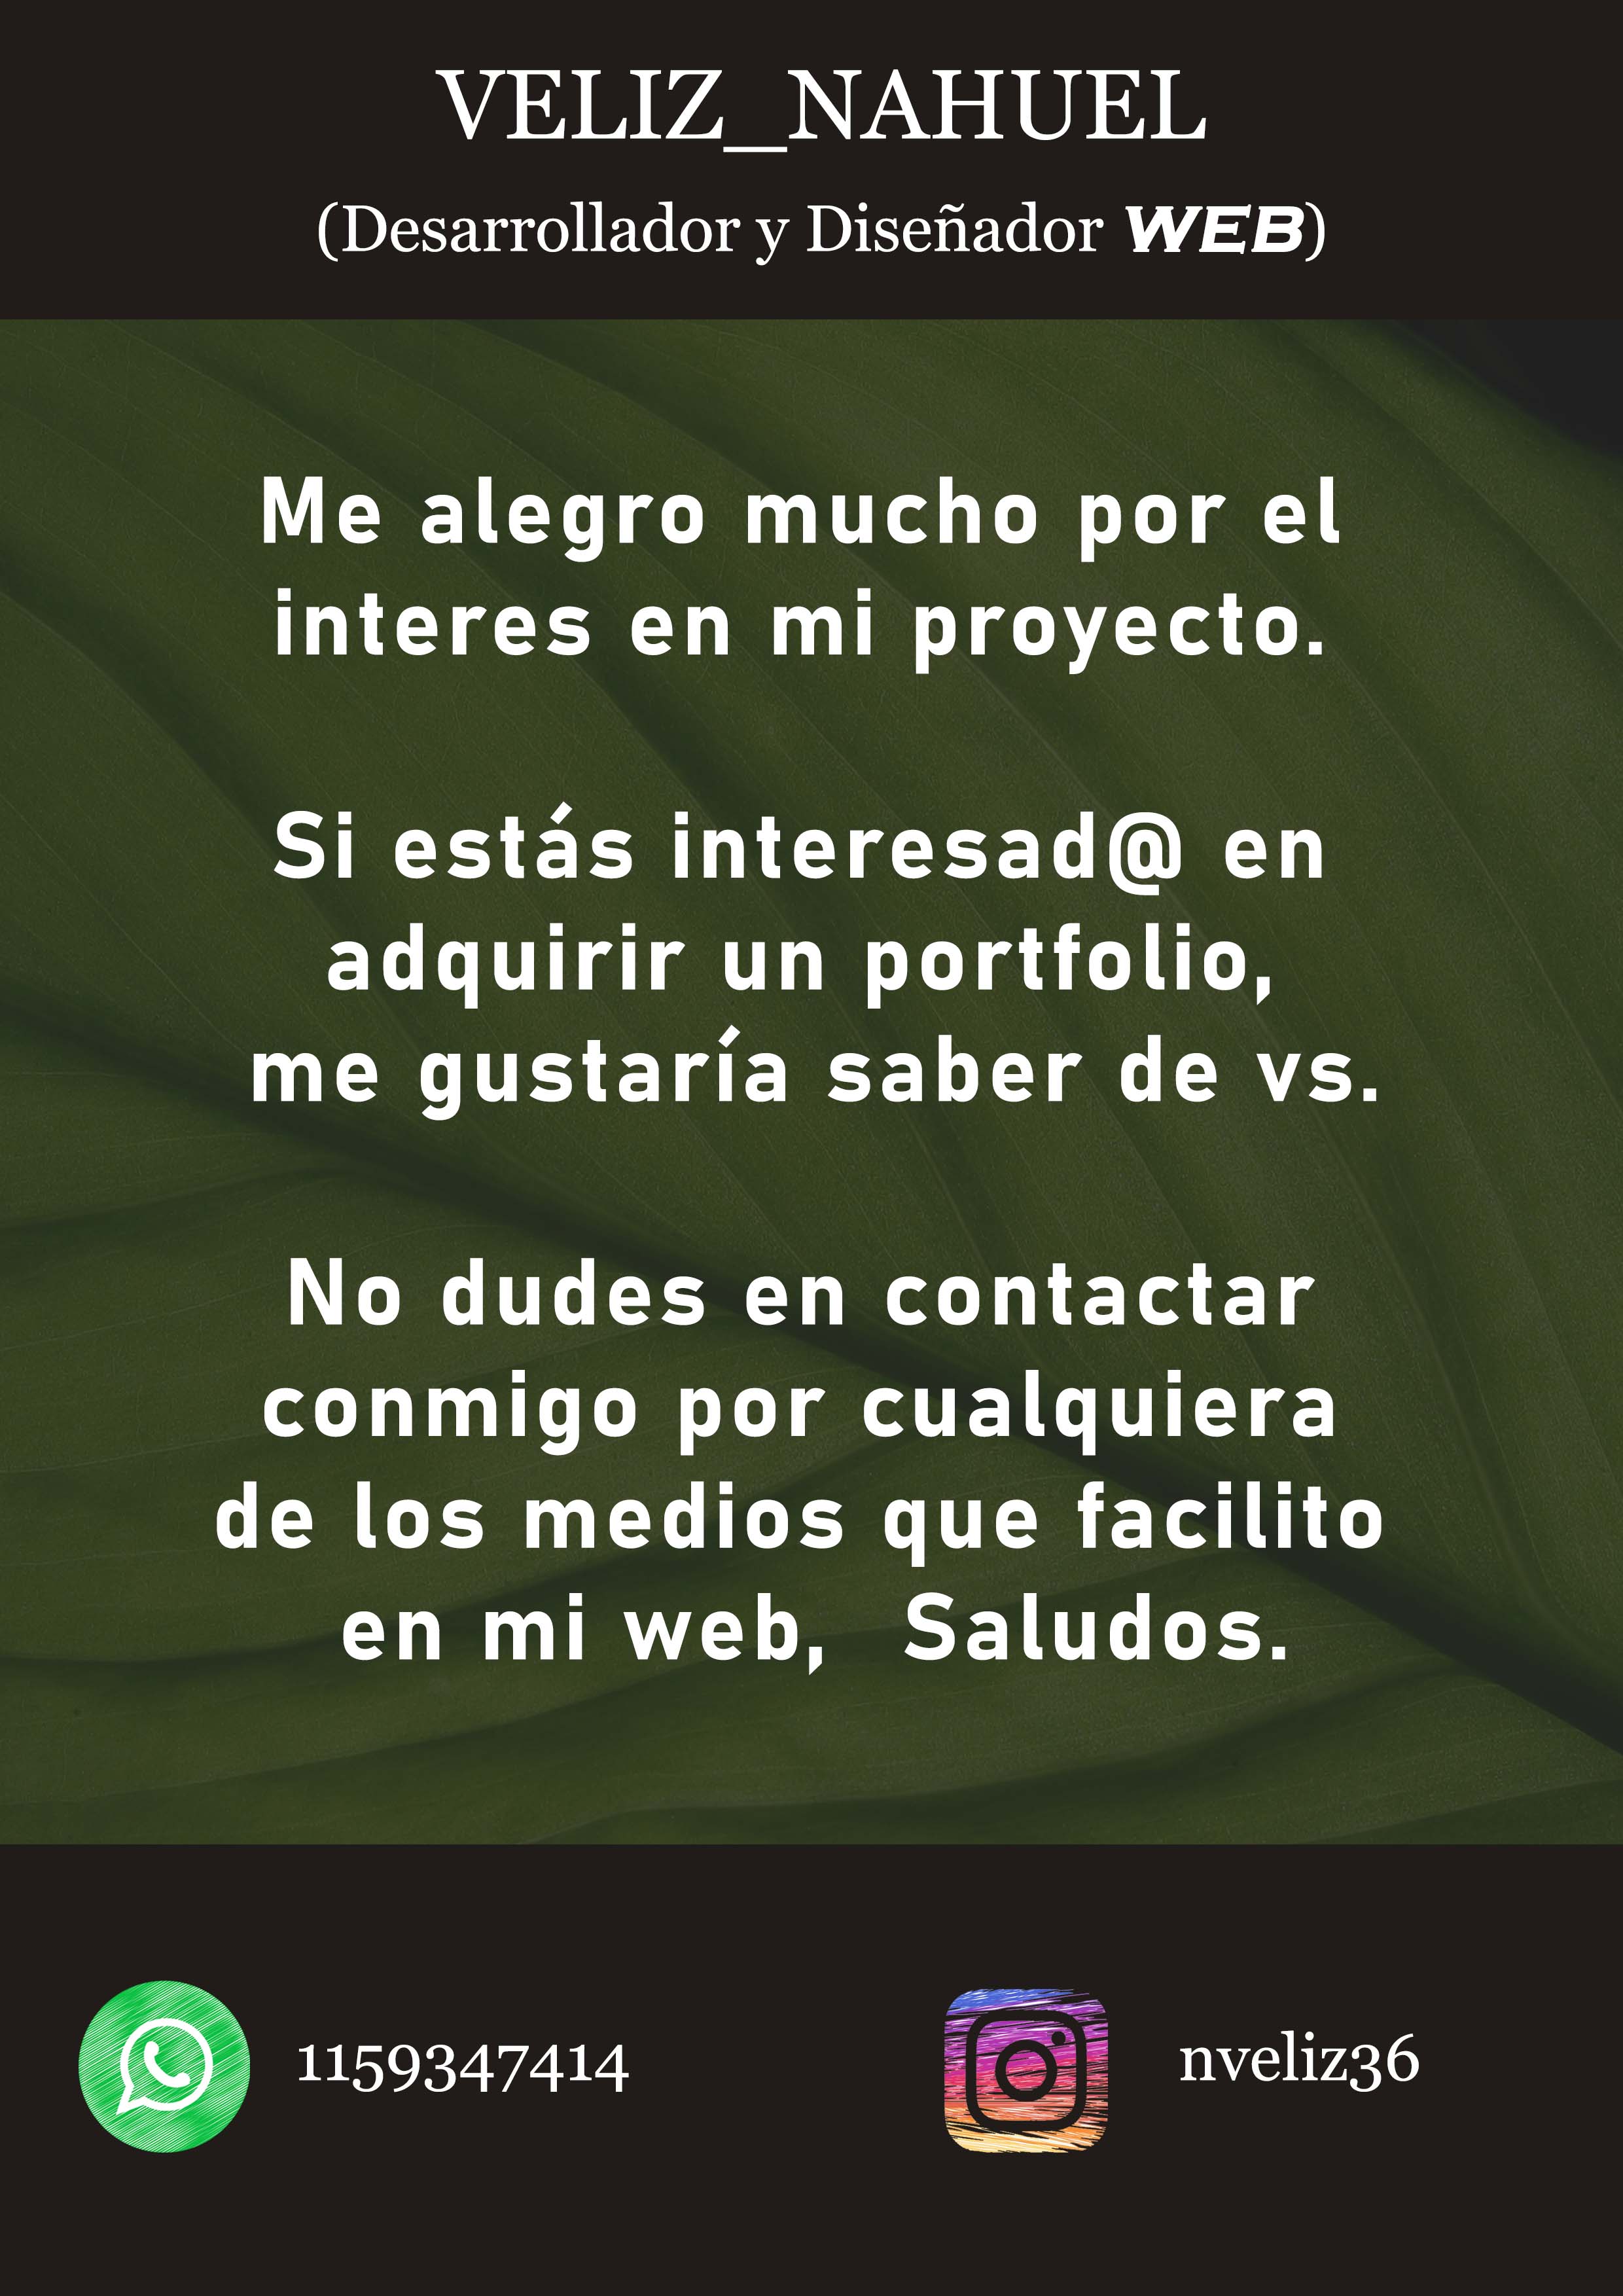 VELIZ_NAHUEL
(Desarrollador y Diseñador WEB)
Me alegro mucho por el
interes en mi proyecto.
Si estás interesad@ en
adquirir un portfolio,
me gustaría saber de vs.
No dudes en contactar
conmigo por cualquiera
de los medios que facilito
en mi web, Saludos.
1159347414
nveliz36